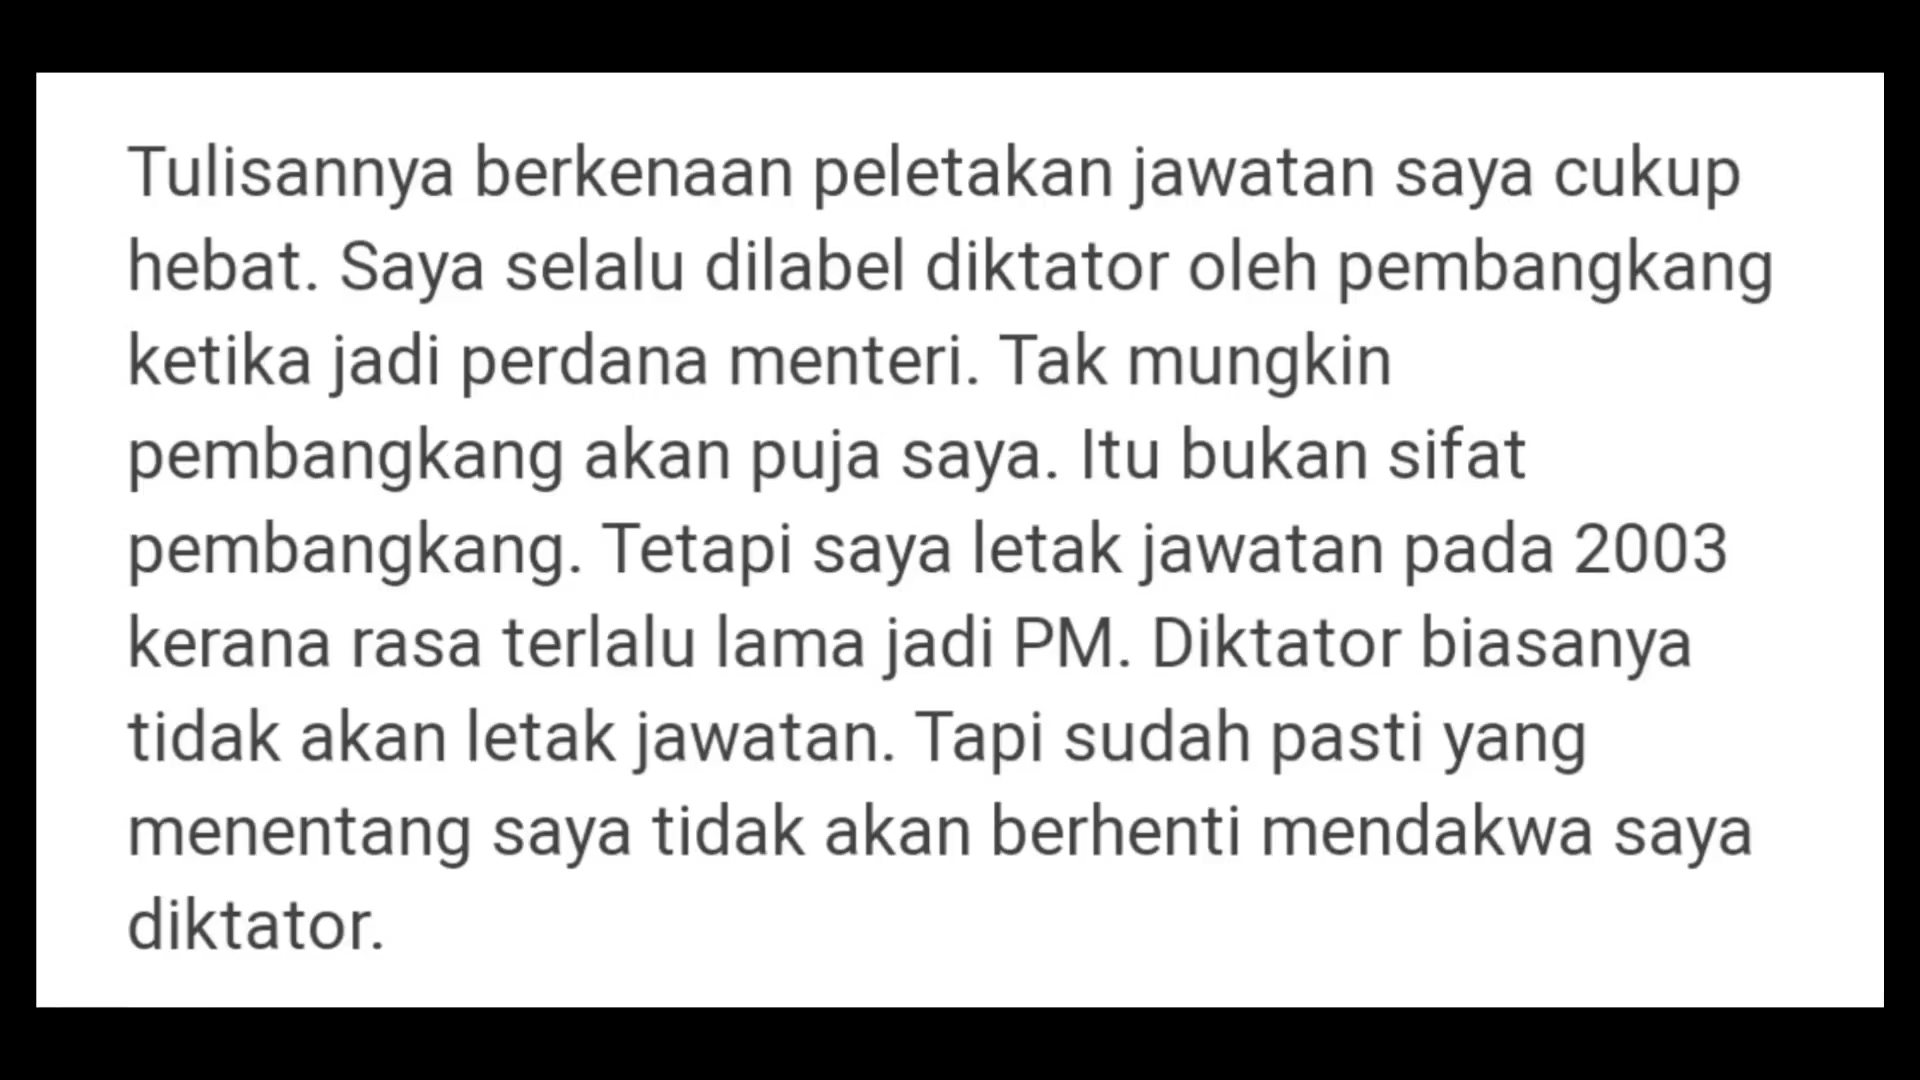 Tulisannya berkenaan peletakan jawatan saya cukup
hebat. Saya selalu dilabel diktator oleh pembangkang
ketika jadi perdana menteri. Tak mungkin
pembangkang akan puja saya. Itu bukan sifat
pembangkang. Tetapi saya letak jawatan pada 2003
kerana rasa terlalu lama jadi PM. Diktator biasanya
tidak akan letak jawatan. Tapi sudah pasti yang
menentang saya tidak akan berhenti mendakwa saya
diktator.